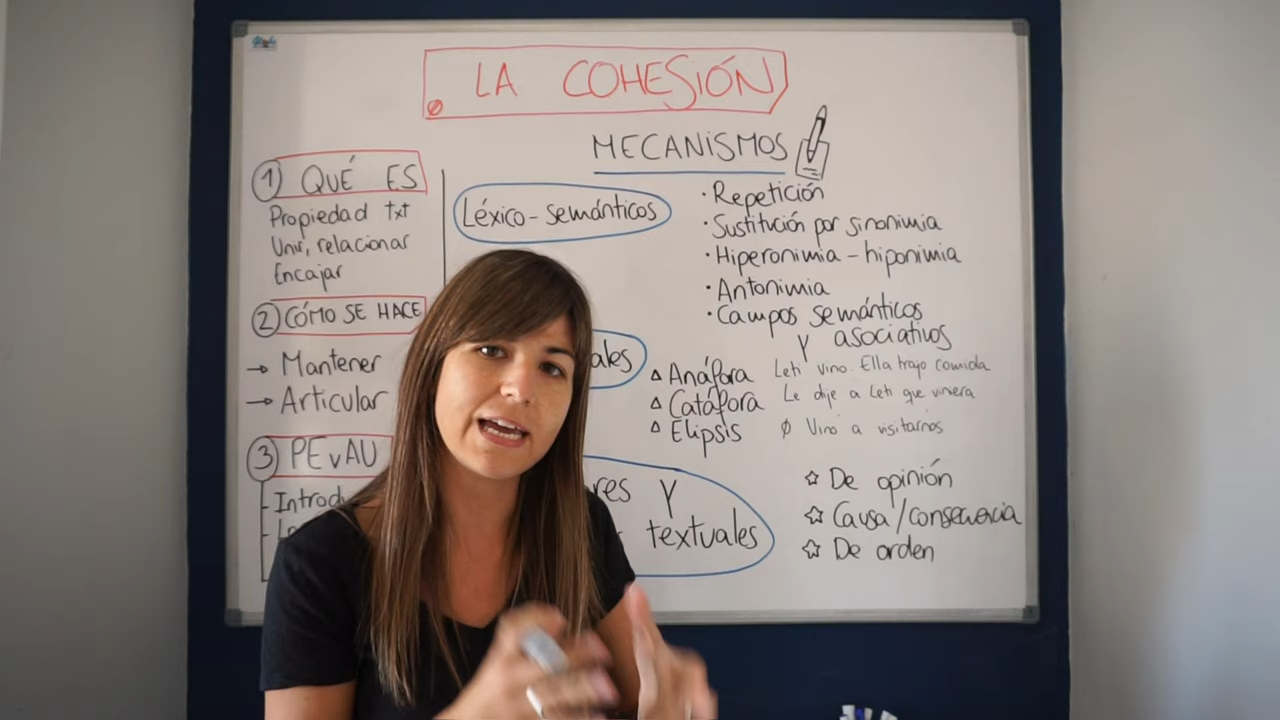 LA COHESIÓN
MECANISMOS
1 QUÉ ES
Propiedad txt
Unir, relacionar
Encajar
2 CÓMO SE HACE
→ Mantener
→ Articular
3 PEvAU
- Introd
Léxico-semánticos
· Repetición
· Sustitución por sinonimia
· Hiperonimia - hiponimia
· Antonimia
· Campos semánticos
Y asociativos
ales
△ Anáfora Leti vino. Ella trajo comida
△ Catáfora Le dije a Leti que viniera
△ Elipsis Ø Vino a visitarnos
res Y
textuales
☆ De opinión
☆ Causa/consecuencia
☆ De orden